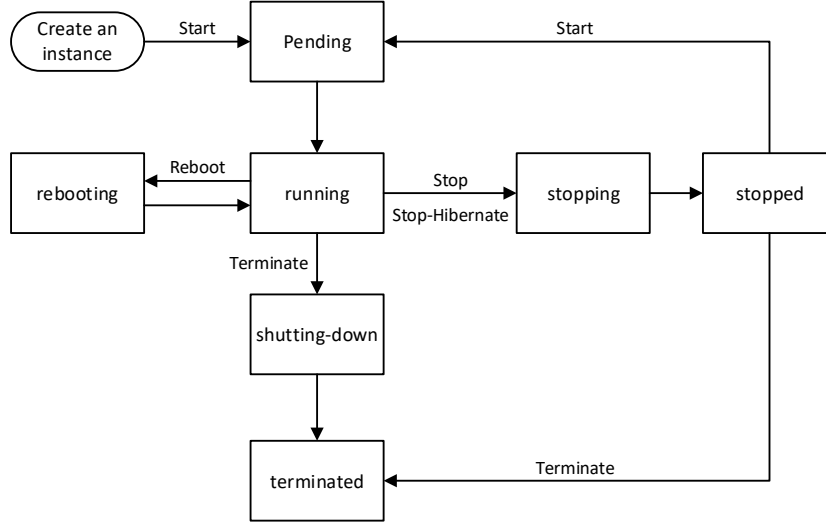 Create an
instance
Start
Pending
Start
rebooting
Reboot
running
Stop
Stop-Hibernate
stopping
stopped
Terminate
shutting-down
terminated
Terminate